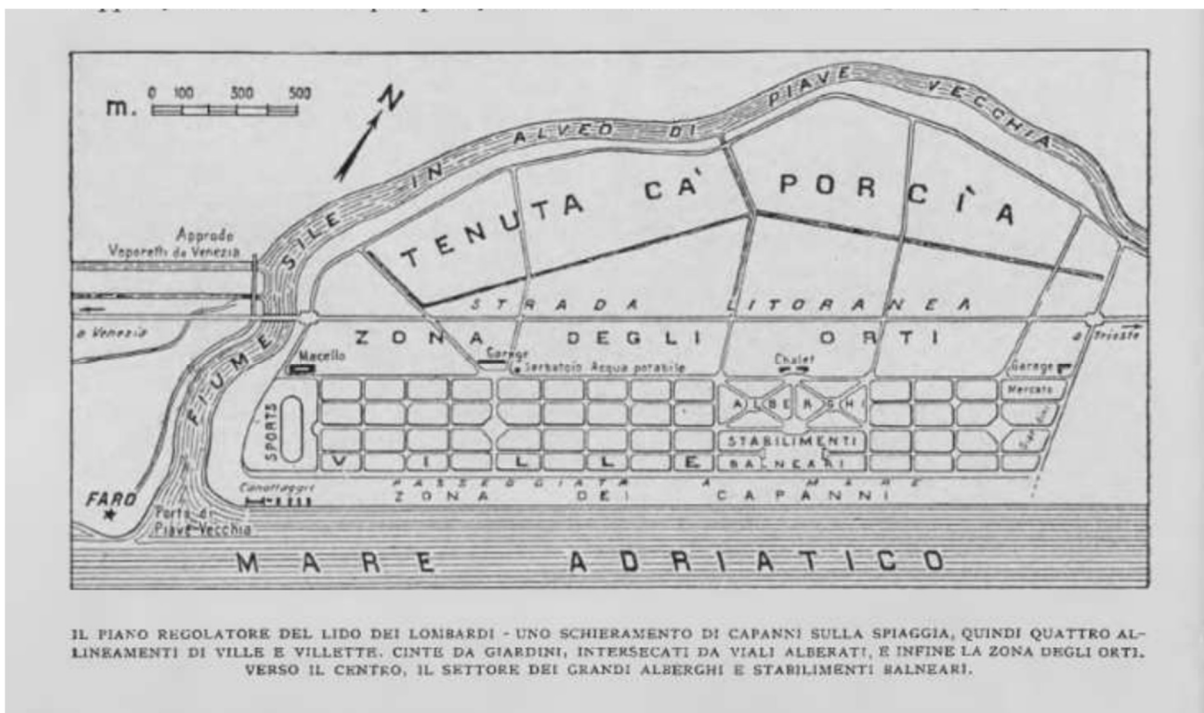 m. 0 100 300 500
N
FIUME SILE IN ALVEO DI PIAVE VECCHIA
TENUTA CA' PORCÌA
Approdo
Vaporetti da Venezia
STRADA LITORANEA
a Venezia
a Trieste
ZONA DEGLI ORTI
Macello
Garage
Serbatoio Acqua potabile
Chalet
Garage
Mercato
SPORTS
ALBERGHI
STABILIMENTI
BALNEARI
VILLE
PASSEGGIATA A MARE
Canottaggio
ZONA DEI CAPANNI
FARO
Porto di
Piave Vecchia
MARE ADRIATICO
IL PIANO REGOLATORE DEL LIDO DEI LOMBARDI - UNO SCHIERAMENTO DI CAPANNI SULLA SPIAGGIA, QUINDI QUATTRO AL-
LINEAMENTI DI VILLE E VILLETTE. CINTE DA GIARDINI, INTERSECATI DA VIALI ALBERATI, E INFINE LA ZONA DEGLI ORTI.
VERSO IL CENTRO, IL SETTORE DEI GRANDI ALBERGHI E STABILIMENTI BALNEARI.